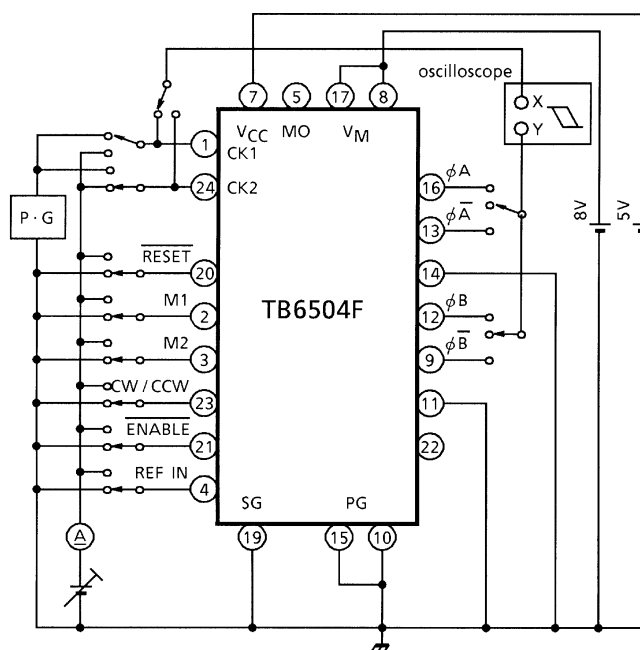 oscilloscope
7 5 17 8
X
VCC MO VM
Y
1 CK1
24 CK2
16 φA
P·G
13 φA̅
8V 5V
R̅E̅S̅E̅T̅ 20
14
M1 2
TB6504F
12 φB
M2 3
9 φB̅
CW / CCW 23
11
E̅N̅A̅B̅L̅E̅ 21
22
REF IN 4
SG PG
A
19 15 10